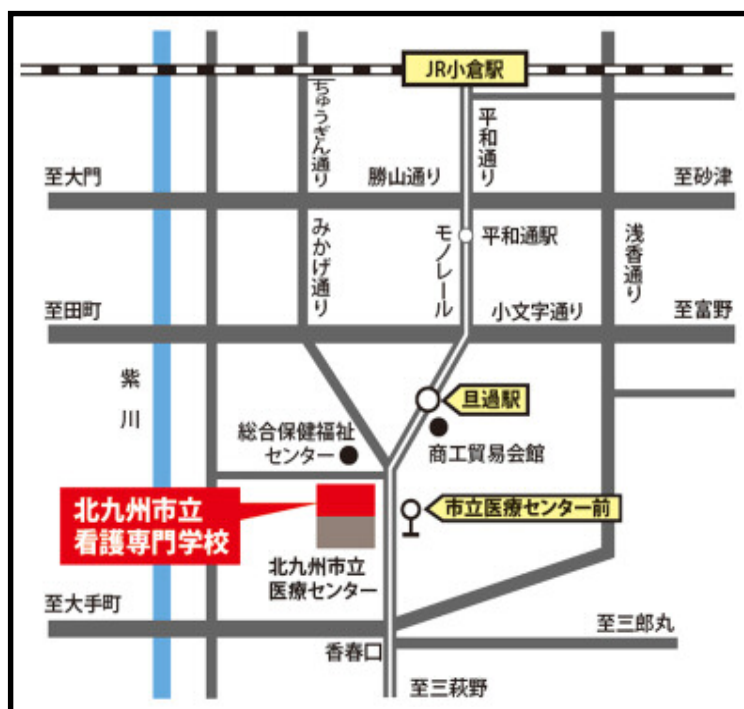 JR小倉駅
ちゅうぎん通り
平和通り
至大門
勝山通り
至砂津
みかげ通り
モノレール
平和通駅
浅香通り
至田町
小文字通り
至富野
紫川
旦過駅
総合保健福祉
センター
商工貿易会館
北九州市立
看護専門学校
市立医療センター前
北九州市立
医療センター
至大手町
香春口
至三郎丸
至三萩野